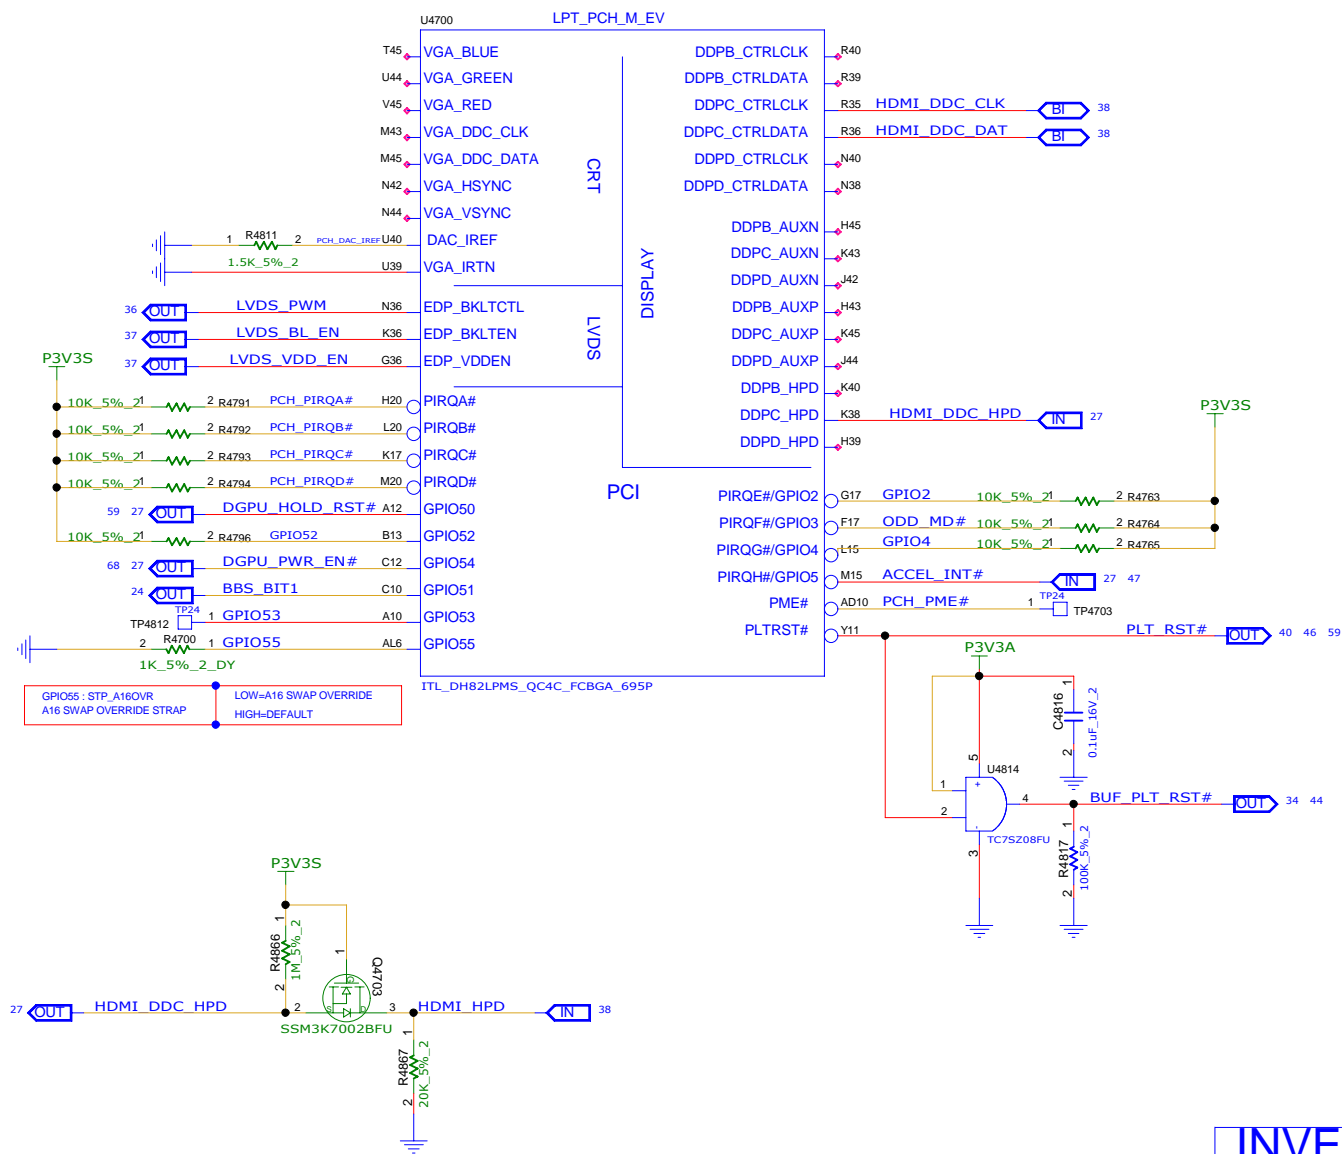 U4700 LPT_PCH_M_EV
T45 VGA_BLUE DDPB_CTRLCLK R40
U44 VGA_GREEN DDPB_CTRLDATA R39
V45 VGA_RED DDPC_CTRLCLK R35 HDMI_DDC_CLK BI 38
M43 VGA_DDC_CLK DDPC_CTRLDATA R36 HDMI_DDC_DAT BI 38
M45 VGA_DDC_DATA DDPD_CTRLCLK N40
CRT
N42 VGA_HSYNC DDPD_CTRLDATA N38
N44 VGA_VSYNC
DDPB_AUXN H45
1 R4811 2 PCH_DAC_IREF U40 DAC_IREF
1.5K_5%_2
DDPC_AUXN K43
U39 VGA_IRTN
DISPLAY
DDPD_AUXN J42
36 OUT LVDS_PWM N36 EDP_BKLTCTL DDPB_AUXP H43
37 OUT LVDS_BL_EN K36 EDP_BKLTEN LVDS DDPC_AUXP K45
P3V3S
37 OUT LVDS_VDD_EN G36 EDP_VDDEN DDPD_AUXP J44
DDPB_HPD K40
10K_5%_2 1 2 R4791 PCH_PIRQA# H20 PIRQA#
DDPC_HPD K38 HDMI_DDC_HPD IN 27
P3V3S
10K_5%_2 1 2 R4792 PCH_PIRQB# L20 PIRQB#
DDPD_HPD H39
10K_5%_2 1 2 R4793 PCH_PIRQC# K17 PIRQC#
10K_5%_2 1 2 R4794 PCH_PIRQD# M20 PIRQD#
PCI
PIRQE#/GPIO2 G17 GPIO2 10K_5%_2 1 2 R4763
59 27 OUT DGPU_HOLD_RST# A12 GPIO50
PIRQF#/GPIO3 F17 ODD_MD# 10K_5%_2 1 2 R4764
10K_5%_2 1 2 R4796 GPIO52 B13 GPIO52
PIRQG#/GPIO4 L15 GPIO4 10K_5%_2 1 2 R4765
68 27 OUT DGPU_PWR_EN# C12 GPIO54
PIRQH#/GPIO5 M15 ACCEL_INT# IN 27 47
24 OUT BBS_BIT1 C10 GPIO51
PME# AD10 PCH_PME# 1 TP24 TP4703
TP4812 TP24 1 GPIO53 A10 GPIO53
PLTRST# Y11 PLT_RST# OUT 40 46 59
2 R4700 1 GPIO55 AL6 GPIO55
1K_5%_2_DY
ITL_DH82LPMS_QC4C_FCBGA_695P
GPIO55 : STP_A16OVR LOW=A16 SWAP OVERRIDE
A16 SWAP OVERRIDE STRAP HIGH=DEFAULT
P3V3A
1 C4816 2 0.1uF_16V_2
5 U4814
1 +
2 -
4 BUF_PLT_RST# OUT 34 44
TC7SZ08FU
3
1 R4817 2 100K_5%_2
P3V3S
1 R4866 2 1M_5%_2
1 Q4703
G
S D
27 OUT HDMI_DDC_HPD 2 3 HDMI_HPD IN 38
SSM3K7002BFU
1 R4867 2 20K_5%_2
INVE